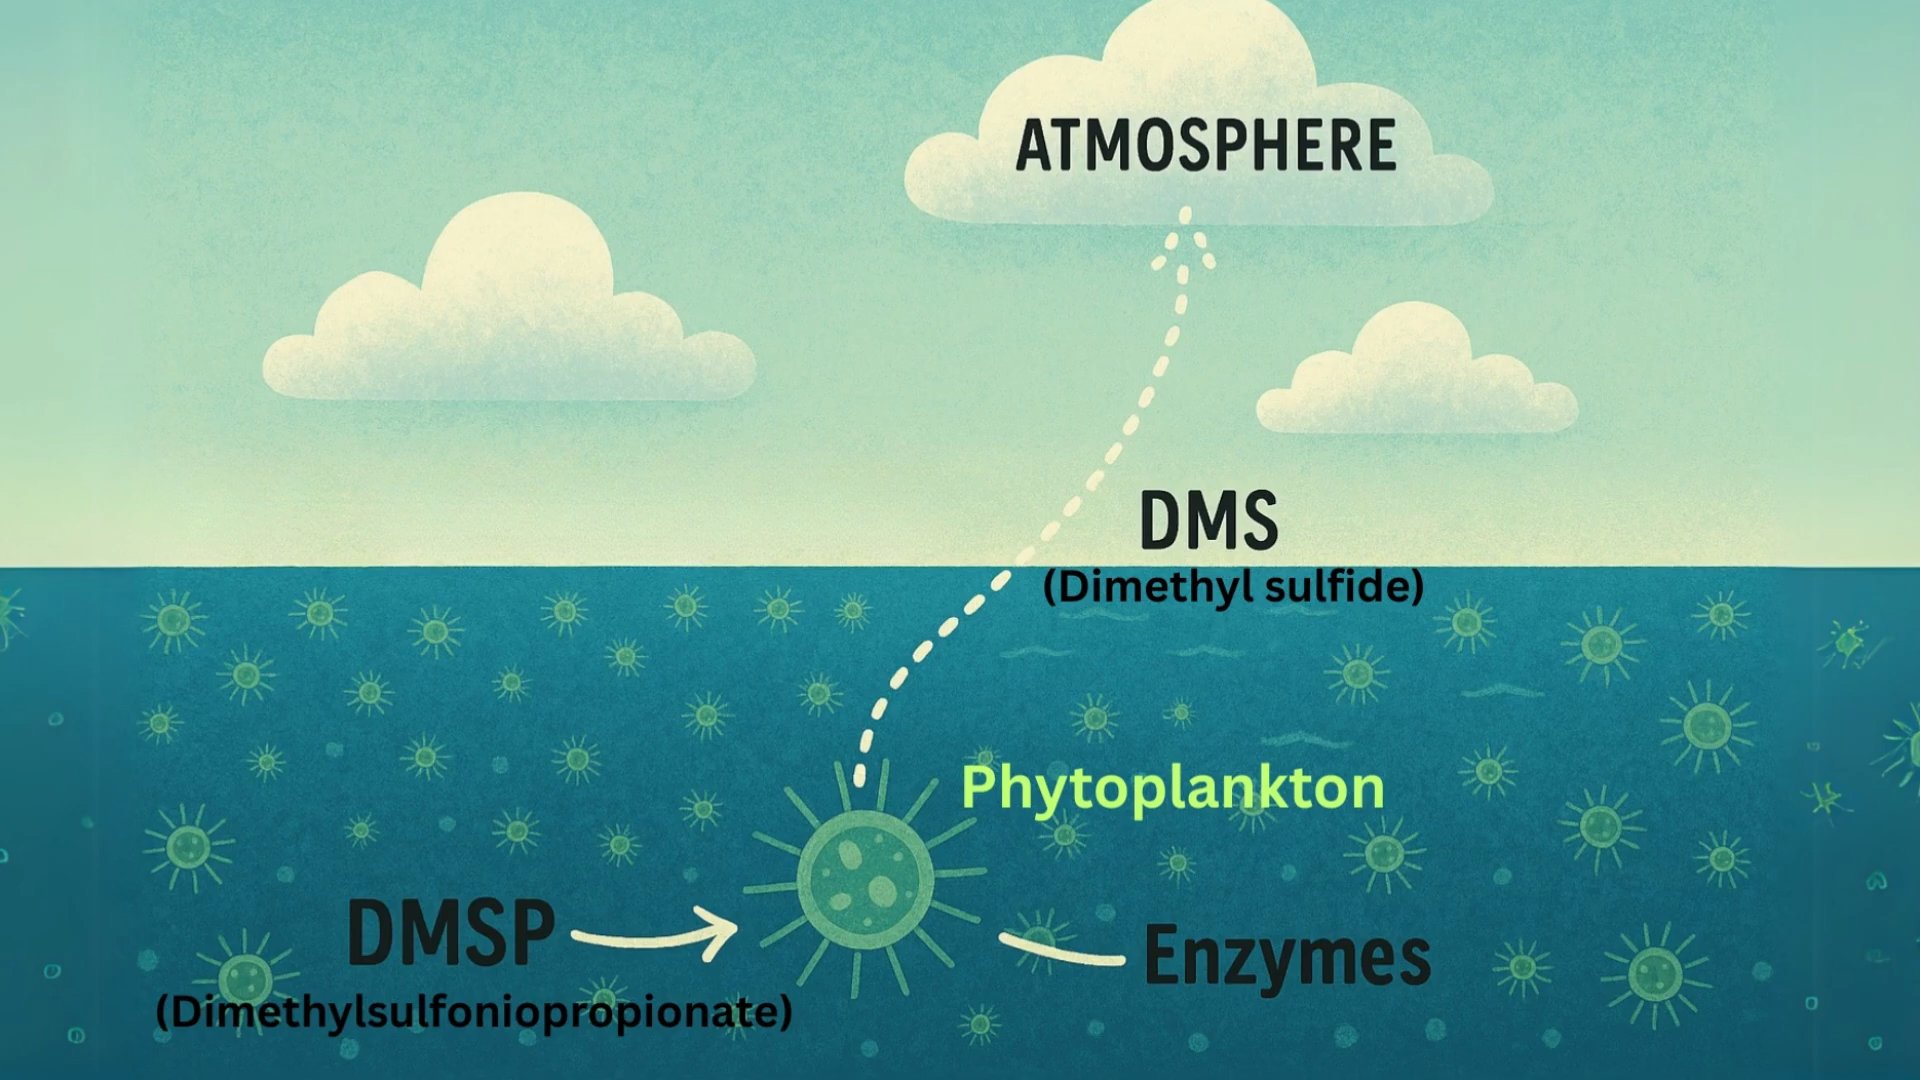 ATMOSPHERE
DMS
(Dimethyl sulfide)
Phytoplankton
DMSP
Enzymes
(Dimethylsulfoniopropionate)